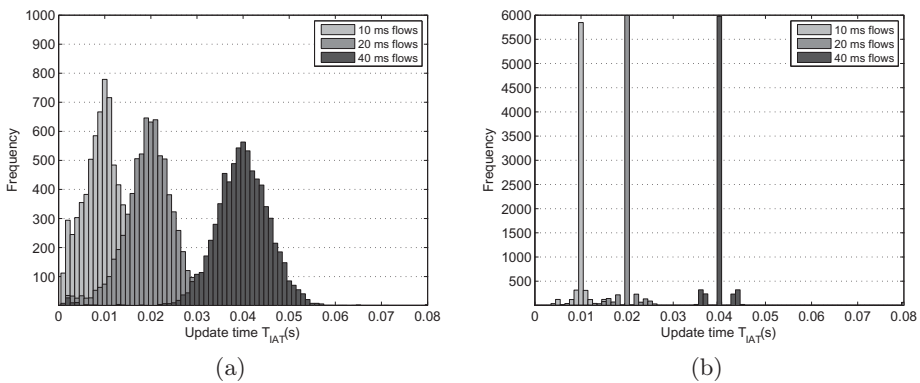 1000
900
800
700
600
500
400
300
200
100
Frequency
0 0.01 0.02 0.03 0.04 0.05 0.06 0.07 0.08
Update time T_IAT(s)
10 ms flows
20 ms flows
40 ms flows
(a)
6000
5500
5000
4500
4000
3500
3000
2500
2000
1500
1000
500
Frequency
0 0.01 0.02 0.03 0.04 0.05 0.06 0.07 0.08
Update time T_IAT(s)
10 ms flows
20 ms flows
40 ms flows
(b)